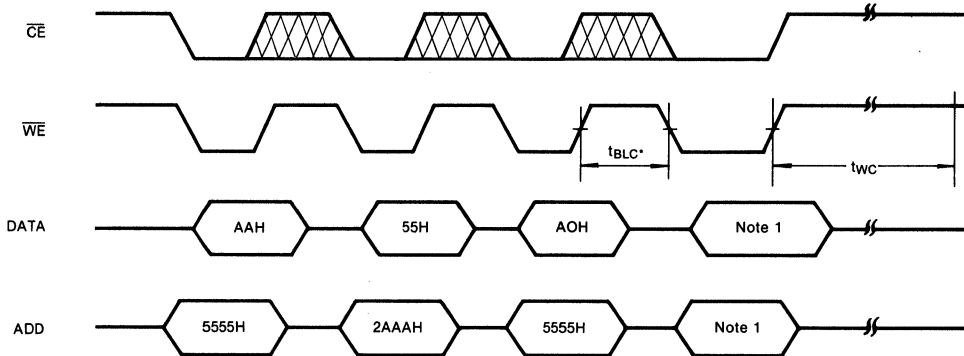 CE
WE
tBLC*
tWC
DATA
AAH
55H
AOH
Note 1
ADD
5555H
2AAAH
5555H
Note 1